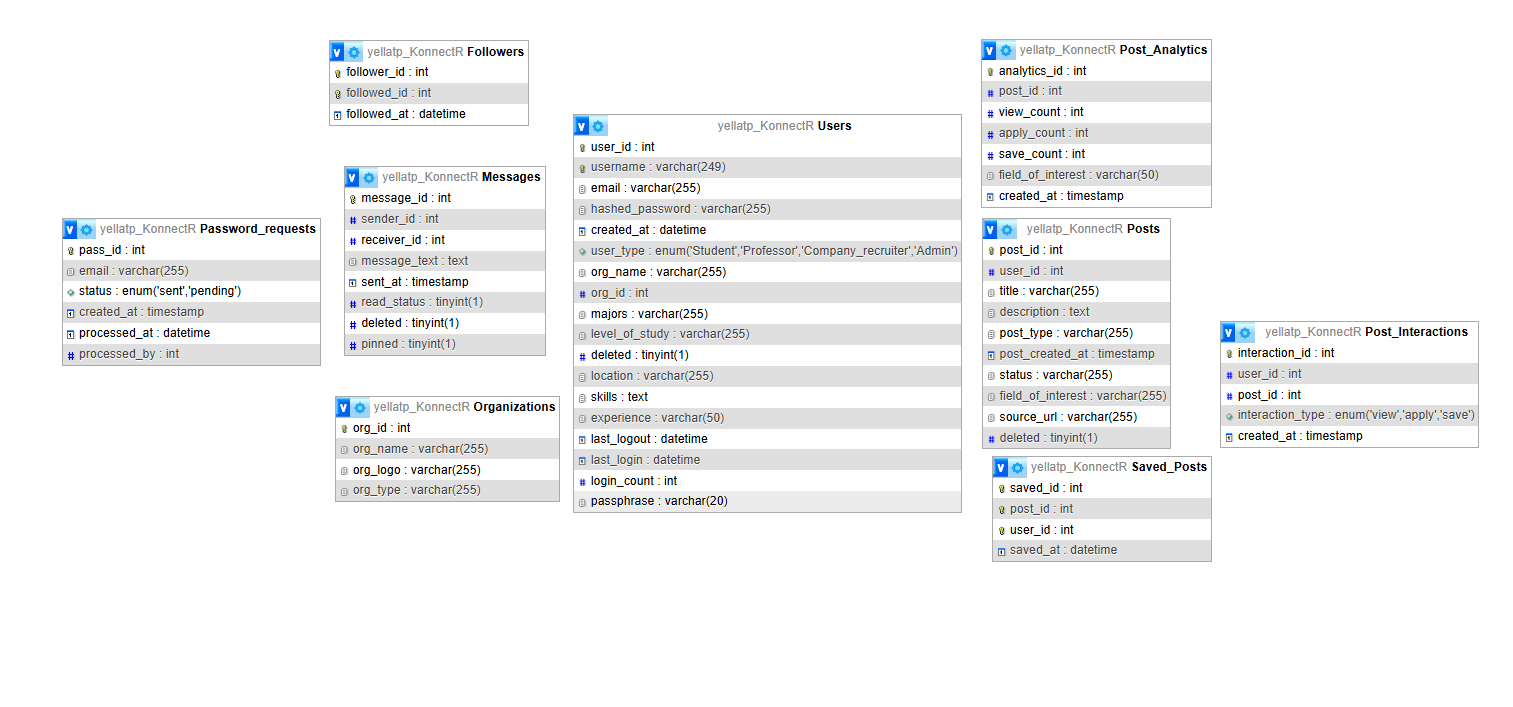 yellatp_KonnectR Followers
follower_id : int
followed_id : int
followed_at : datetime
yellatp_KonnectR Messages
message_id : int
sender_id : int
receiver_id : int
message_text : text
sent_at : timestamp
read_status : tinyint(1)
deleted : tinyint(1)
pinned : tinyint(1)
yellatp_KonnectR Password_requests
pass_id : int
email : varchar(255)
status : enum('sent','pending')
created_at : timestamp
processed_at : datetime
processed_by : int
yellatp_KonnectR Organizations
org_id : int
org_name : varchar(255)
org_logo : varchar(255)
org_type : varchar(255)
yellatp_KonnectR Users
user_id : int
username : varchar(249)
email : varchar(255)
hashed_password : varchar(255)
created_at : datetime
user_type : enum('Student','Professor','Company_recruiter','Admin')
org_name : varchar(255)
org_id : int
majors : varchar(255)
level_of_study : varchar(255)
deleted : tinyint(1)
location : varchar(255)
skills : text
experience : varchar(50)
last_logout : datetime
last_login : datetime
login_count : int
passphrase : varchar(20)
yellatp_KonnectR Post_Analytics
analytics_id : int
post_id : int
view_count : int
apply_count : int
save_count : int
field_of_interest : varchar(50)
created_at : timestamp
yellatp_KonnectR Posts
post_id : int
user_id : int
title : varchar(255)
description : text
post_type : varchar(255)
post_created_at : timestamp
status : varchar(255)
field_of_interest : varchar(255)
source_url : varchar(255)
deleted : tinyint(1)
yellatp_KonnectR Post_Interactions
interaction_id : int
user_id : int
post_id : int
interaction_type : enum('view','apply','save')
created_at : timestamp
yellatp_KonnectR Saved_Posts
saved_id : int
post_id : int
user_id : int
saved_at : datetime